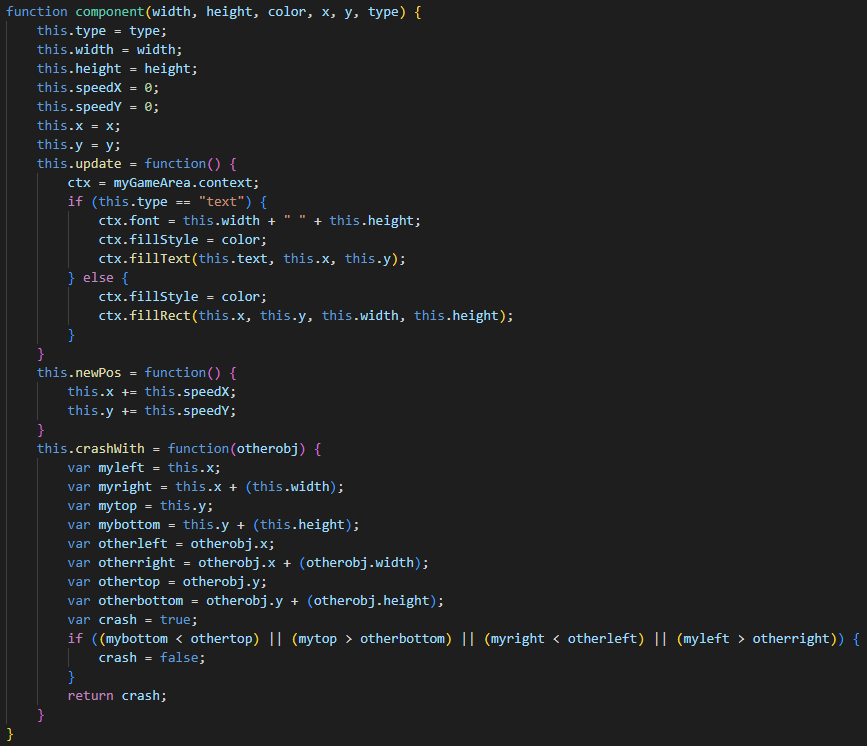 function component(width, height, color, x, y, type) {
    this.type = type;
    this.width = width;
    this.height = height;
    this.speedX = 0;
    this.speedY = 0;
    this.x = x;
    this.y = y;
    this.update = function() {
        ctx = myGameArea.context;
        if (this.type == "text") {
            ctx.font = this.width + " " + this.height;
            ctx.fillStyle = color;
            ctx.fillText(this.text, this.x, this.y);
        } else {
            ctx.fillStyle = color;
            ctx.fillRect(this.x, this.y, this.width, this.height);
        }
    }
    this.newPos = function() {
        this.x += this.speedX;
        this.y += this.speedY;
    }
    this.crashWith = function(otherobj) {
        var myleft = this.x;
        var myright = this.x + (this.width);
        var mytop = this.y;
        var mybottom = this.y + (this.height);
        var otherleft = otherobj.x;
        var otherright = otherobj.x + (otherobj.width);
        var othertop = otherobj.y;
        var otherbottom = otherobj.y + (otherobj.height);
        var crash = true;
        if ((mybottom < othertop) || (mytop > otherbottom) || (myright < otherleft) || (myleft > otherright)) {
            crash = false;
        }
        return crash;
    }
}